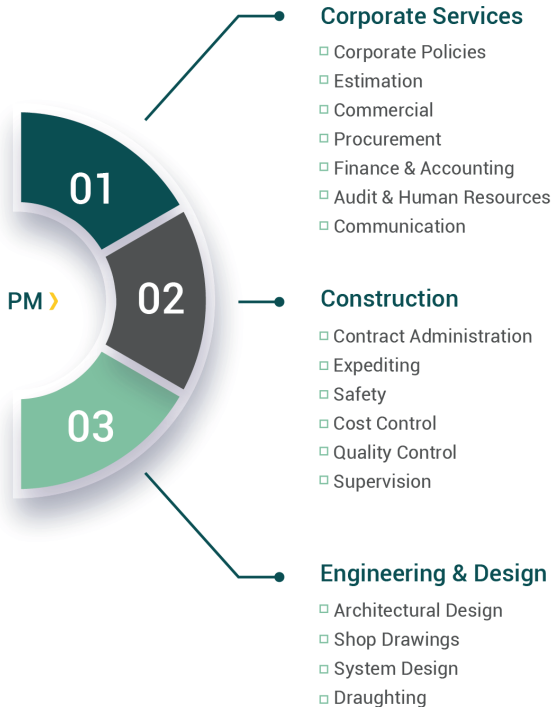 Corporate Services
Corporate Policies
Estimation
Commercial
Procurement
Finance & Accounting
Audit & Human Resources
Communication
01
02
03
PM
Construction
Contract Administration
Expediting
Safety
Cost Control
Quality Control
Supervision
Engineering & Design
Architectural Design
Shop Drawings
System Design
Draughting